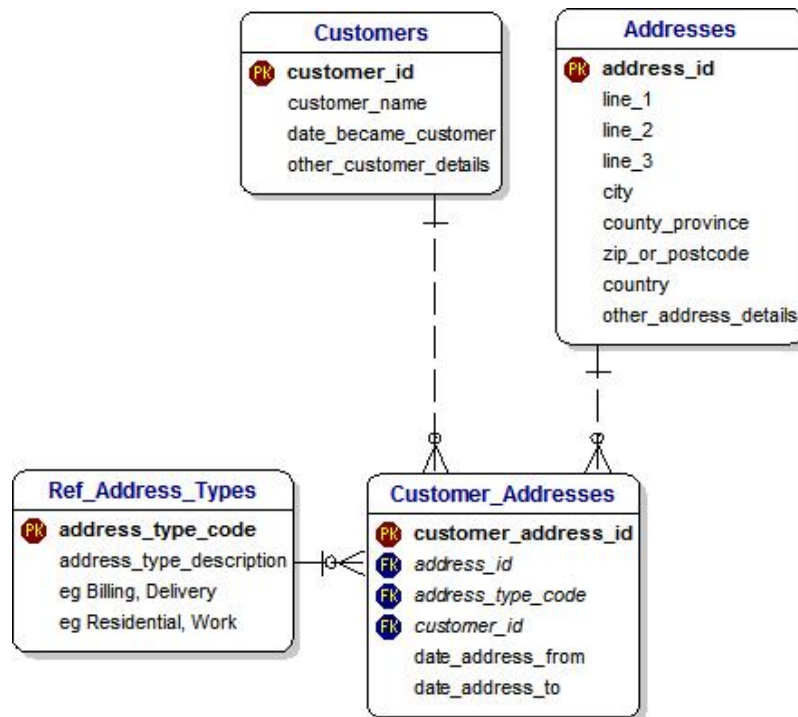 Customers
PK customer_id
customer_name
date_became_customer
other_customer_details
Addresses
PK address_id
line_1
line_2
line_3
city
county_province
zip_or_postcode
country
other_address_details
Ref_Address_Types
PK address_type_code
address_type_description
eg Billing, Delivery
eg Residential, Work
Customer_Addresses
PK customer_address_id
FK address_id
FK address_type_code
FK customer_id
date_address_from
date_address_to